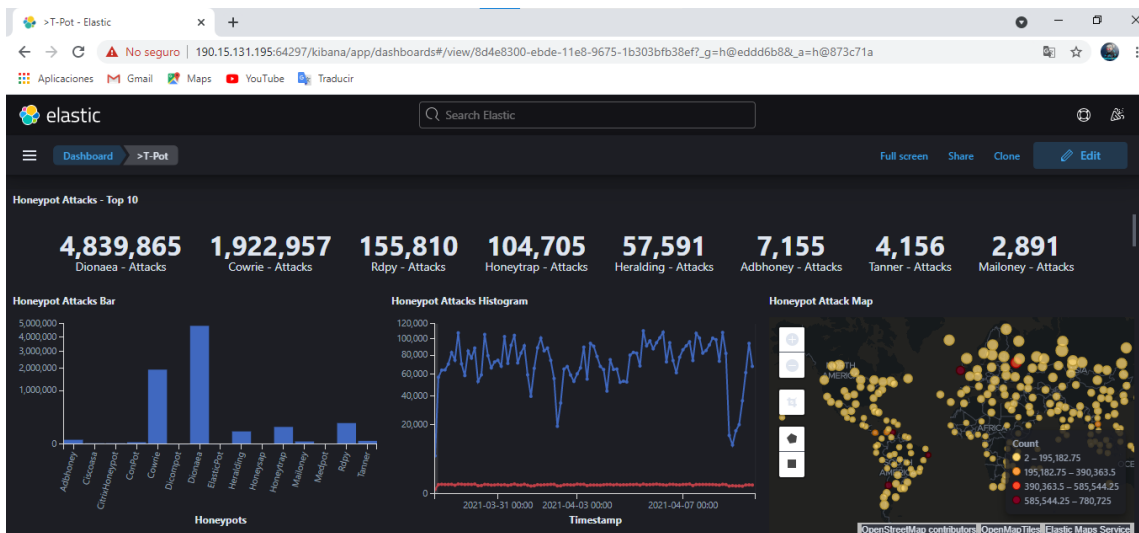 >T-Pot - Elastic
No seguro | 190.15.131.195:64297/kibana/app/dashboards#/view/8d4e8300-ebde-11e8-9675-1b303bfb38ef?_g=h@eddd6b8&_a=h@873c71a
Aplicaciones Gmail Maps YouTube Traducir
elastic Search Elastic
Dashboard >T-Pot Full screen Share Clone Edit
Honeypot Attacks - Top 10
4,839,865 1,922,957 155,810 104,705 57,591 7,155 4,156 2,891
Dionaea - Attacks Cowrie - Attacks Rdpy - Attacks Honeytrap - Attacks Heralding - Attacks Adbhoney - Attacks Tanner - Attacks Mailoney - Attacks
Honeypot Attacks Bar
5,000,000
4,000,000
3,000,000
2,000,000
1,000,000
0
Adbhoney Ciscoasa CitrixHoneypot ConPot Cowrie Dicompot Dionaea ElasticPot Heralding Honeysap Honeytrap Mailoney Medpot Rdpy Tanner
Honeypots
Honeypot Attacks Histogram
120,000
100,000
80,000
60,000
40,000
20,000
0
2021-03-31 00:00 2021-04-03 00:00 2021-04-07 00:00
Timestamp
Honeypot Attack Map
AFRICA
Count
2 – 195,182.75
195,182.75 – 390,363.5
390,363.5 – 585,544.25
585,544.25 – 780,725
OpenStreetMap contributors OpenMapTiles Elastic Maps Service